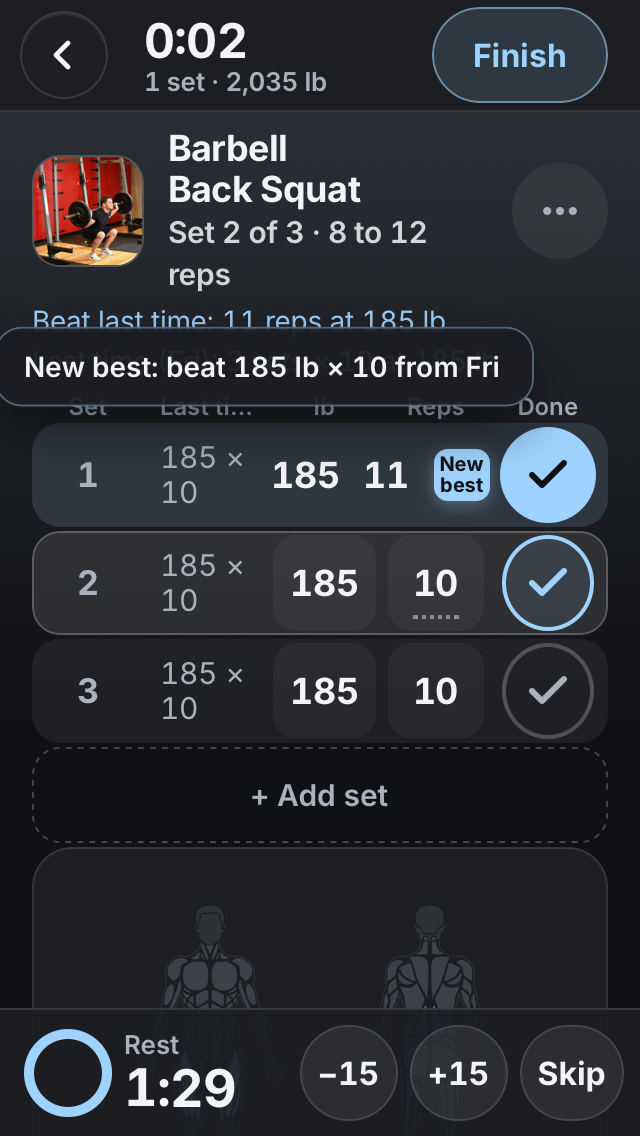 0:02
1 set · 2,035 lb
Finish
Barbell
Back Squat
Set 2 of 3 · 8 to 12
reps
Beat last time: 11 reps at 185 lb
New best: beat 185 lb × 10 from Fri
Set Last ti... lb Reps Done
1 185 × 10 185 11 New best
2 185 × 10 185 10
3 185 × 10 185 10
+ Add set
Rest
1:29
−15 +15 Skip